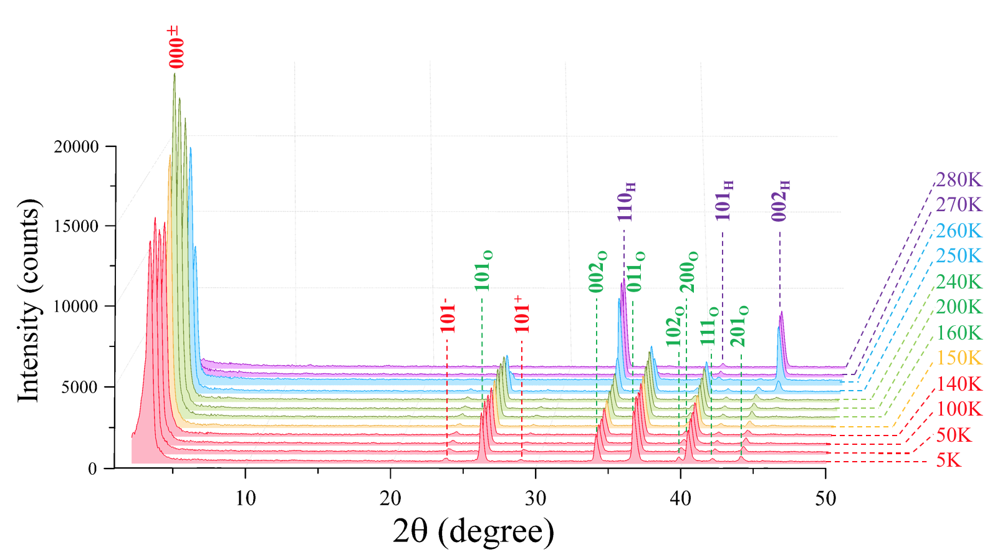 000±
20000
15000
10000
5000
0
Intensity (counts)
10
20
30
40
50
2θ (degree)
101-
101O
101+
002O
110H
011O
102O
200O
111O
101H
201O
002H
280K
270K
260K
250K
240K
200K
160K
150K
140K
100K
50K
5K